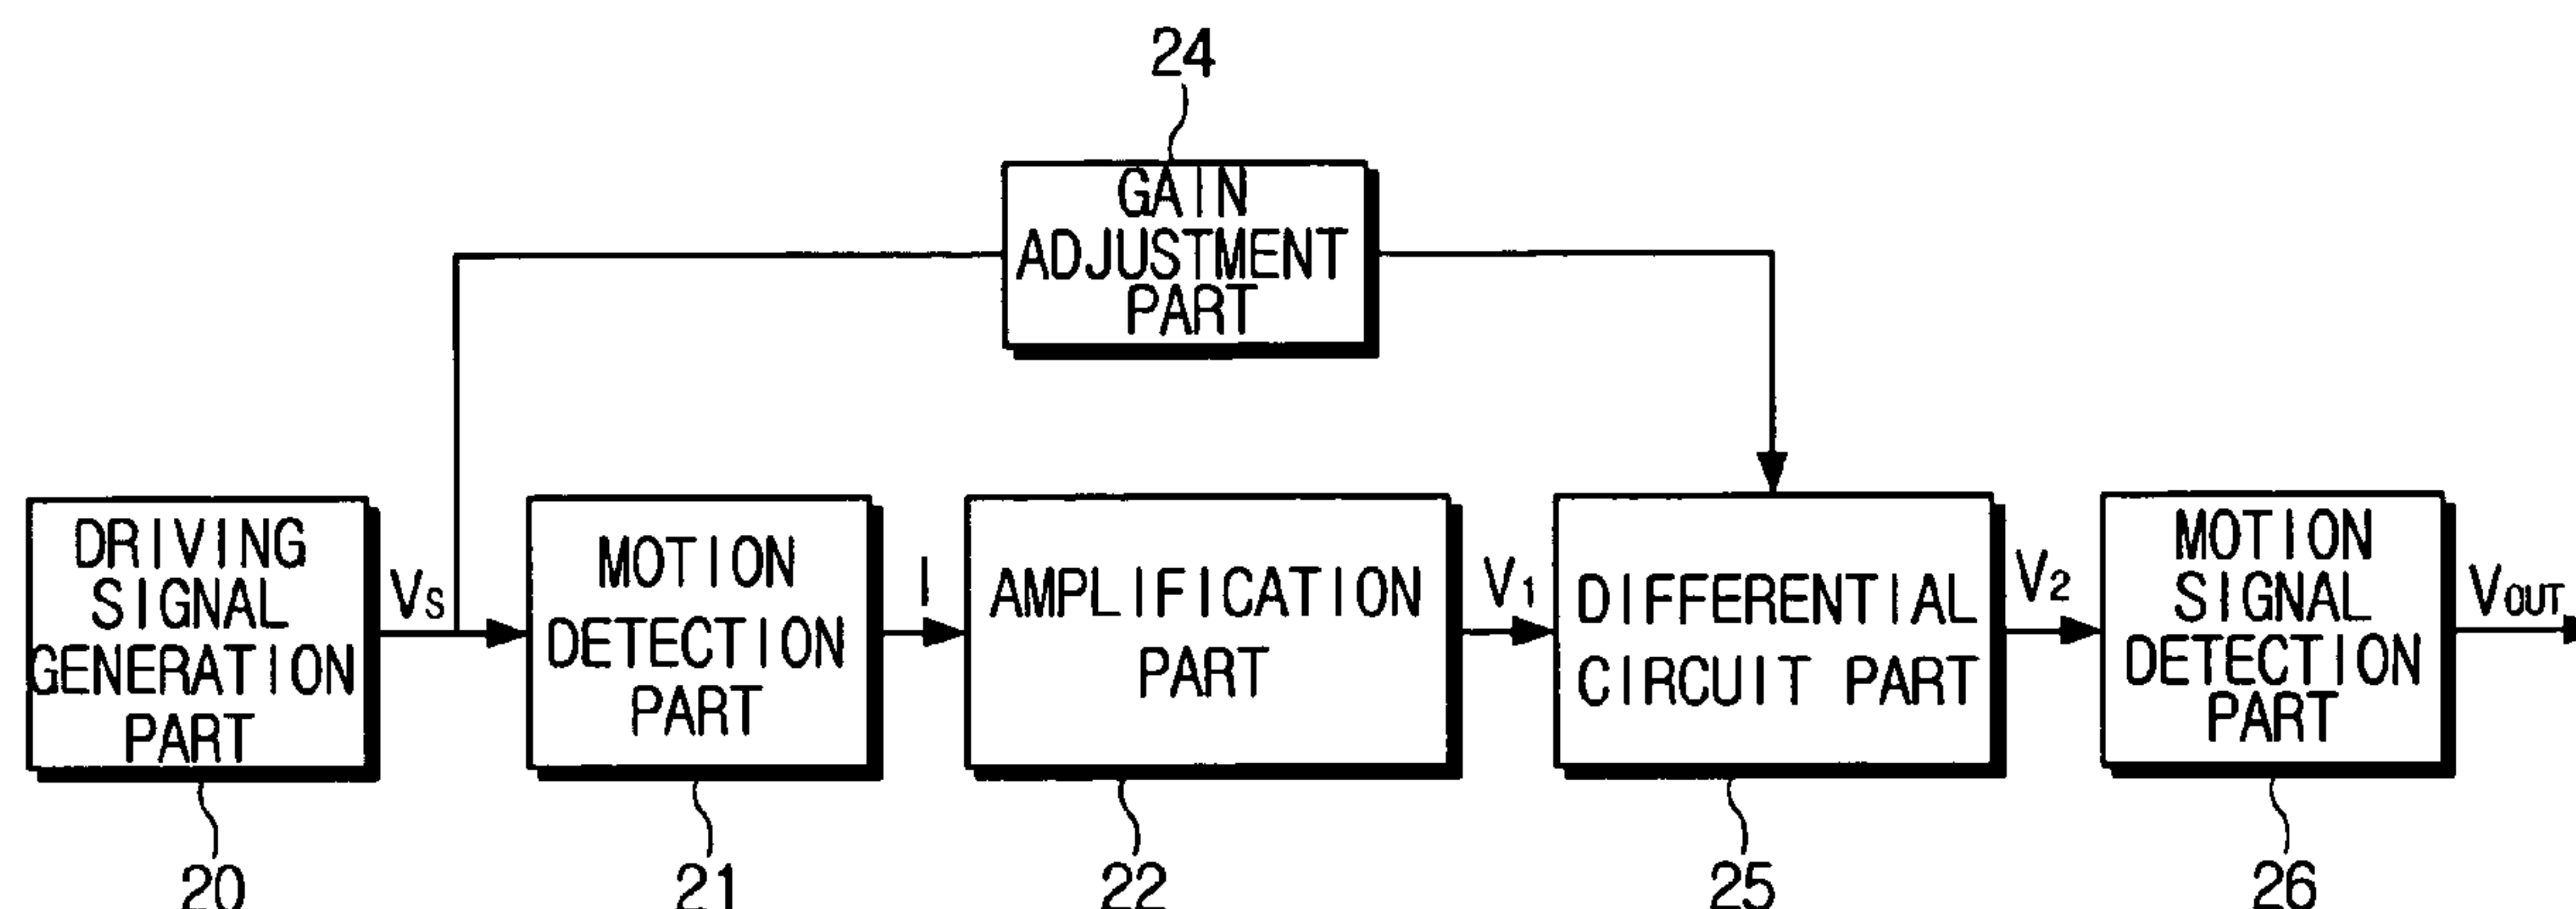 24
GAIN
ADJUSTMENT
PART
DRIVING
SIGNAL
GENERATION
PART
VS
MOTION
DETECTION
PART
I
AMPLIFICATION
PART
V1
DIFFERENTIAL
CIRCUIT PART
V2
MOTION
SIGNAL
DETECTION
PART
VOUT
20
21
22
25
26